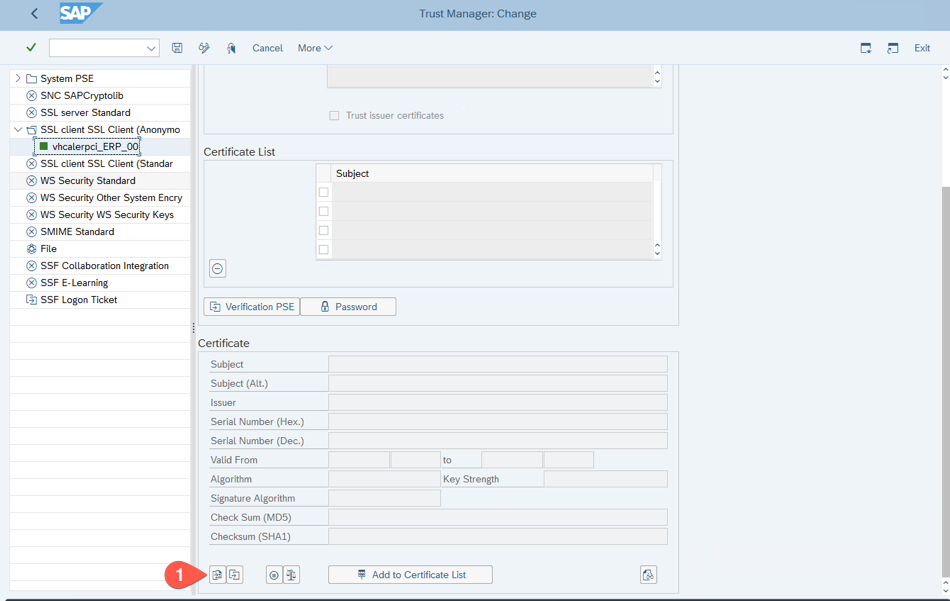 SAP
Trust Manager: Change
Cancel More Exit
System PSE
SNC SAPCryptolib
SSL server Standard
SSL client SSL Client (Anonymo
vhcalerpci_ERP_00
SSL client SSL Client (Standar
WS Security Standard
WS Security Other System Encry
WS Security WS Security Keys
SMIME Standard
File
SSF Collaboration Integration
SSF E-Learning
SSF Logon Ticket
Trust issuer certificates
Certificate List
Subject
Verification PSE Password
Certificate
Subject
Subject (Alt.)
Issuer
Serial Number (Hex.)
Serial Number (Dec.)
Valid From to
Algorithm Key Strength
Signature Algorithm
Check Sum (MD5)
Checksum (SHA1)
1 Add to Certificate List